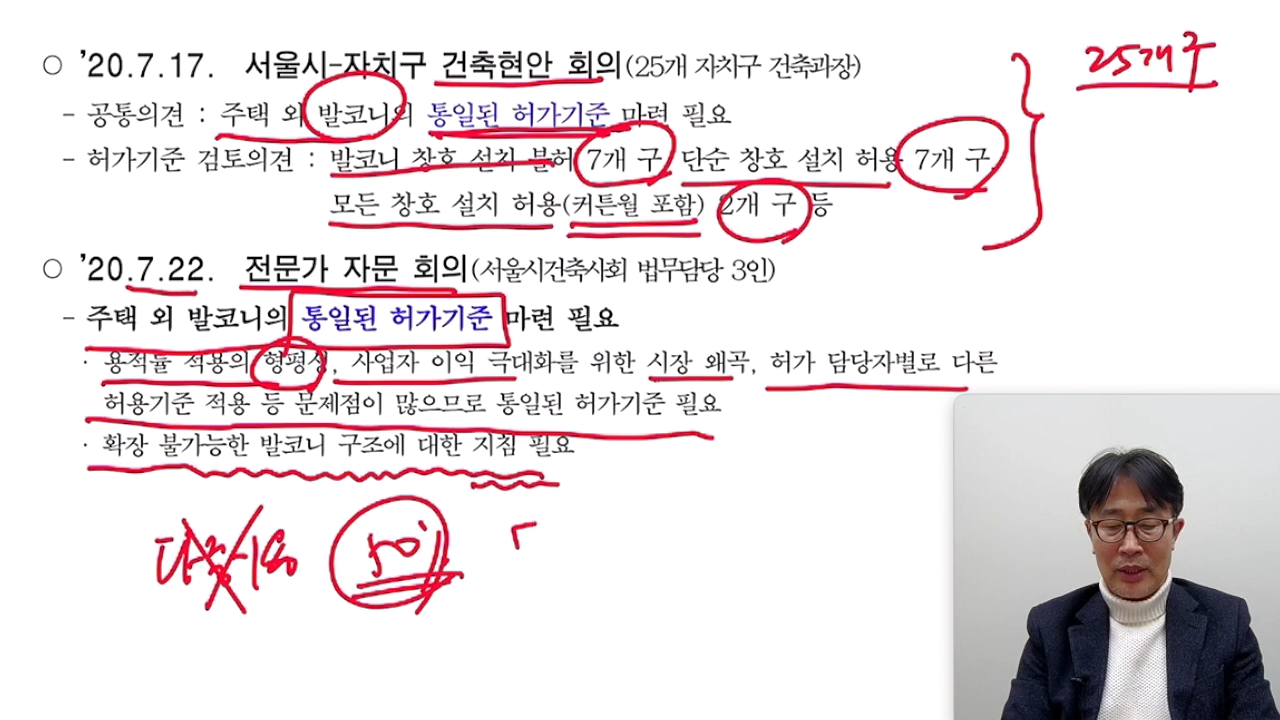 ○ ’20.7.17. 서울시-자치구 건축현안 회의(25개 자치구 건축과장)
25개구
- 공통의견 : 주택 외 발코니의 통일된 허가기준 마련 필요
- 허가기준 검토의견 : 발코니 창호 설치 불허 7개 구, 단순 창호 설치 허용 7개 구,
모든 창호 설치 허용(커튼월 포함) 2개 구 등
○ ’20.7.22. 전문가 자문 회의(서울시건축사회 법무담당 3인)
- 주택 외 발코니의 통일된 허가기준 마련 필요
· 용적률 적용의 형평성, 사업자 이익 극대화를 위한 시장 왜곡, 허가 담당자별로 다른
허용기준 적용 등 문제점이 많으므로 통일된 허가기준 필요
· 확장 불가능한 발코니 구조에 대한 지침 필요